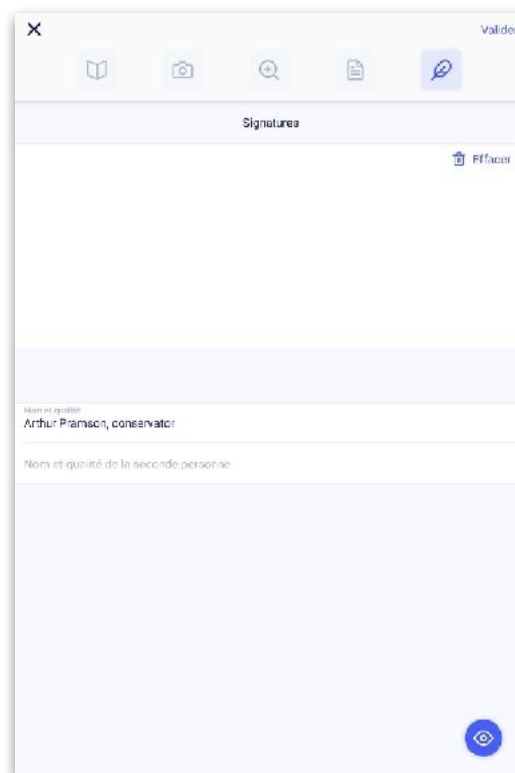 Valider
Signatures
Effacer
Nom et qualité
Arthur Pramson, conservator
Nom et qualité de la seconde personne